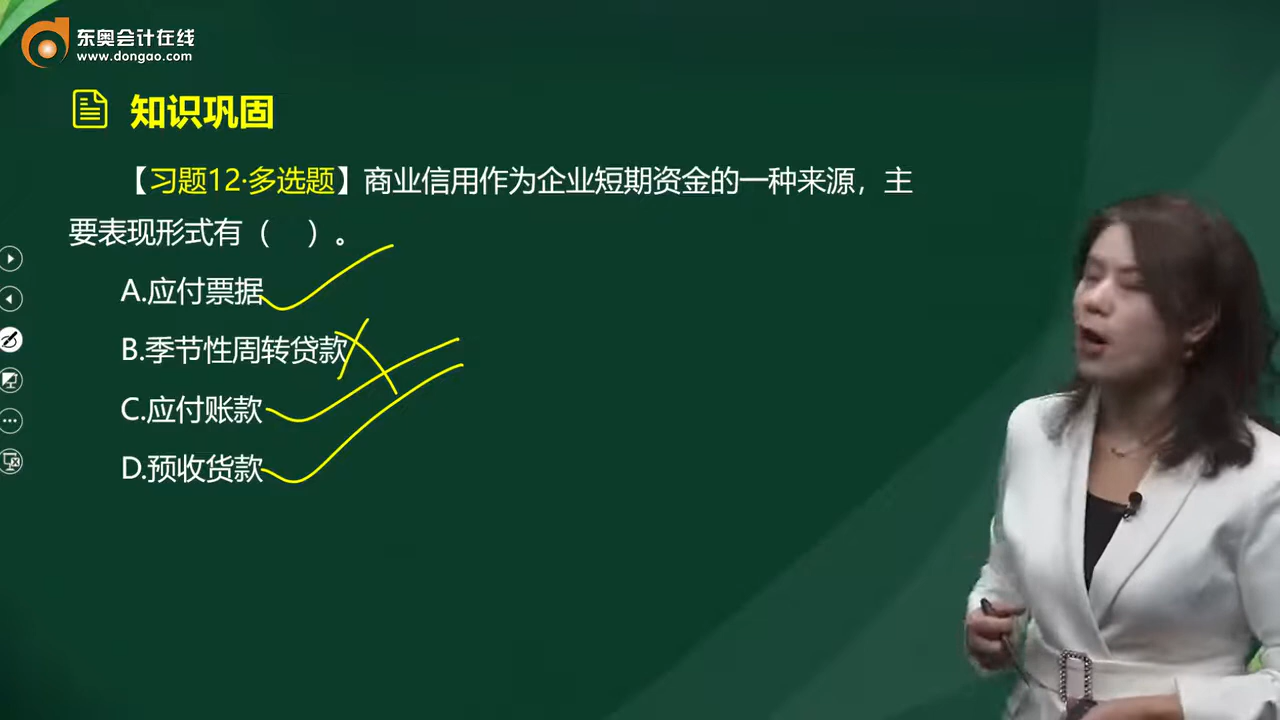 东奥会计在线
www.dongao.com
知识巩固
【习题12·多选题】商业信用作为企业短期资金的一种来源，主
要表现形式有（ ）。
A.应付票据
B.季节性周转贷款
C.应付账款
D.预收货款